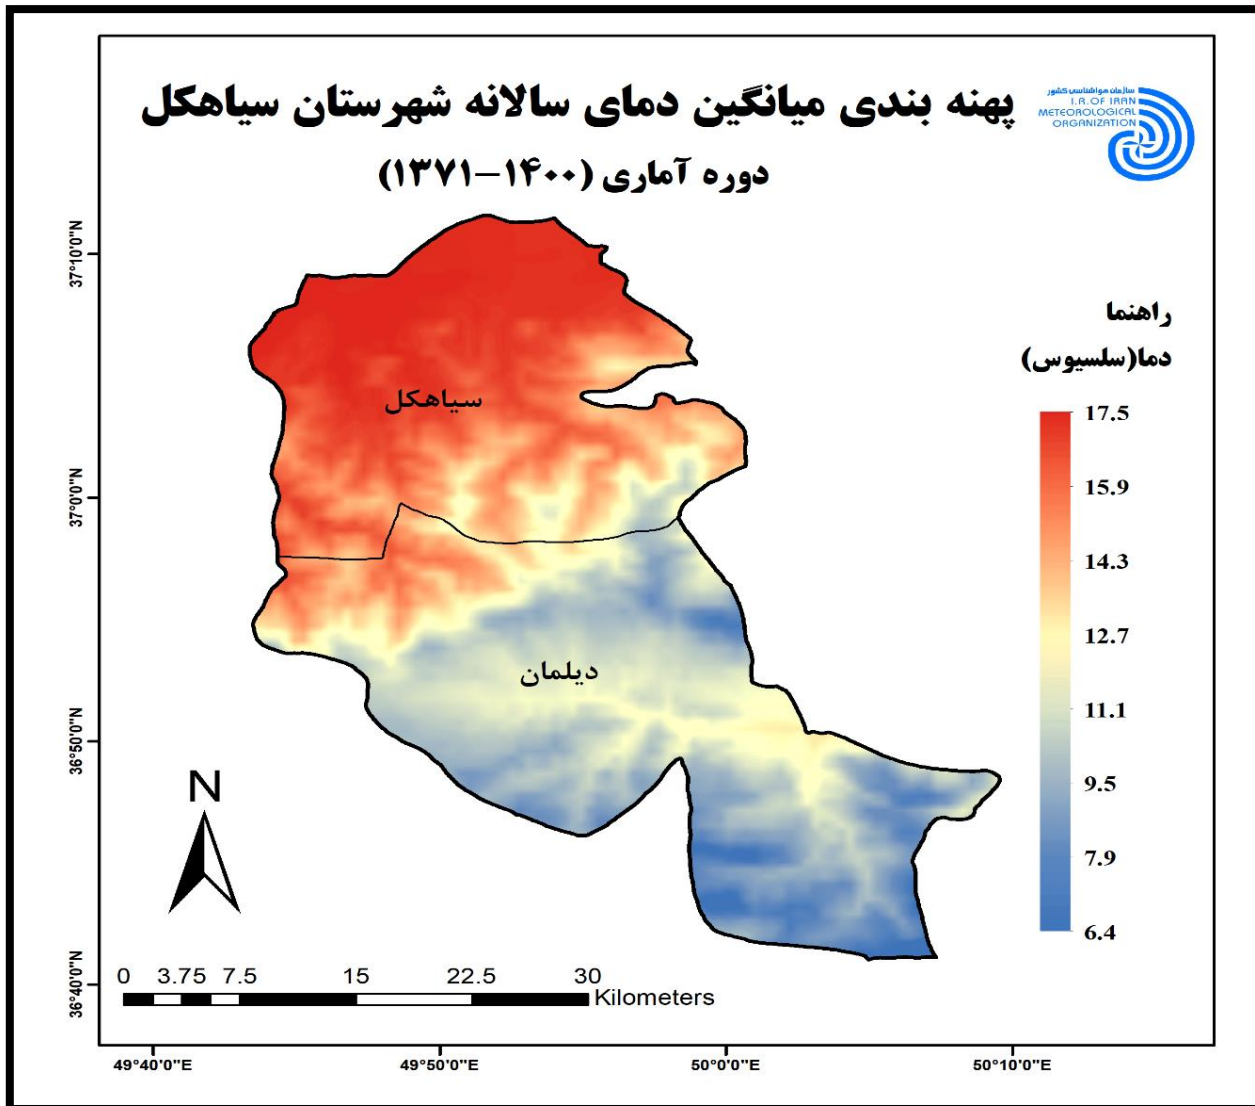 پهنه بندی میانگین دمای سالانه شهرستان سیاهکل
دوره آماری (۱۴۰۰–۱۳۷۱)
سازمان هواشناسی کشور
I.R.OF IRAN
METEOROLOGICAL
ORGANIZATION
راهنما
دما(سلسیوس)
17.5
15.9
14.3
12.7
11.1
9.5
7.9
6.4
سیاهکل
دیلمان
37°10'0"N
37°0'0"N
36°50'0"N
36°40'0"N
N
0 3.75 7.5 15 22.5 30
Kilometers
49°40'0"E 49°50'0"E 50°0'0"E 50°10'0"E